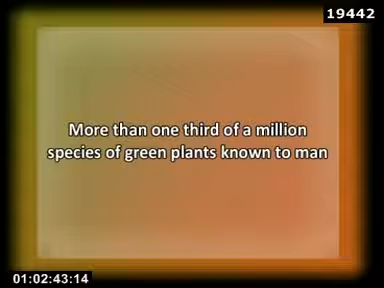 19442
More than one third of a million
species of green plants known to man
01:02:43:14